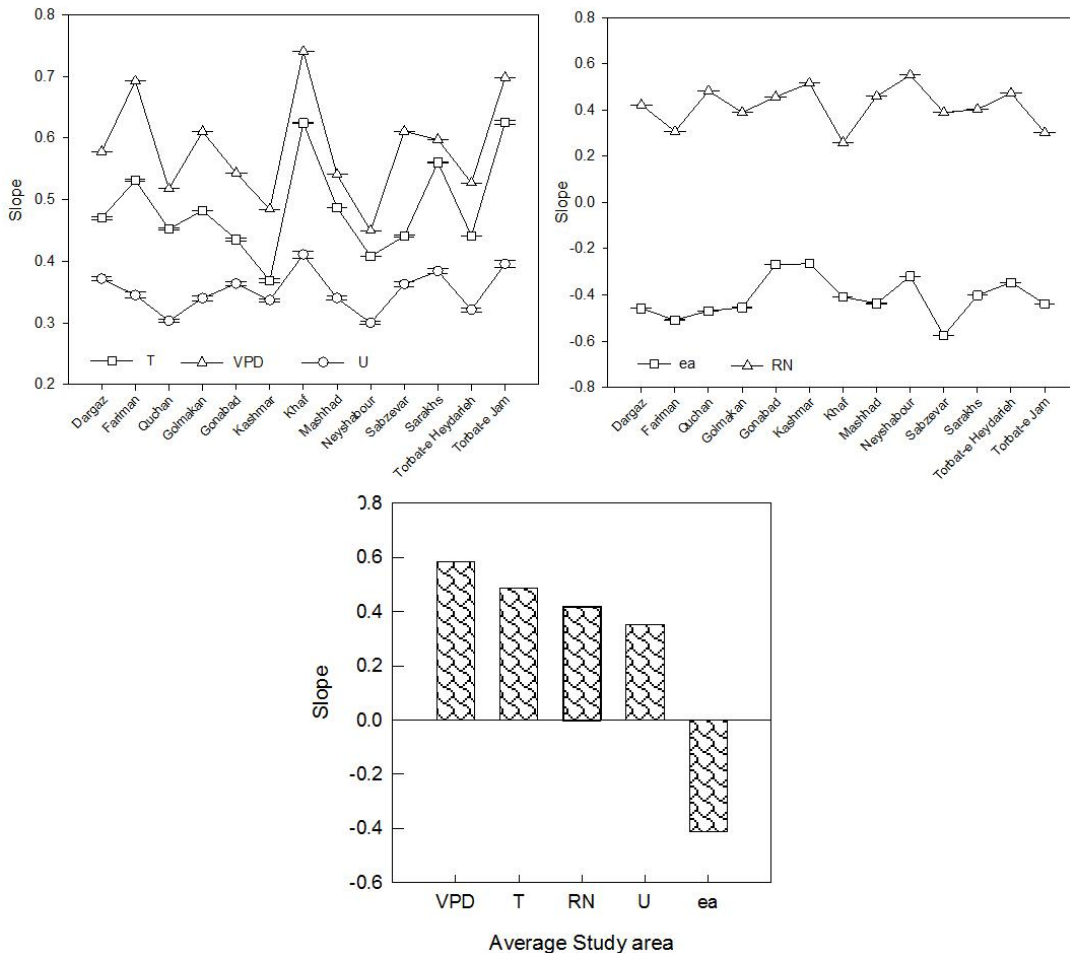 0.8
0.7
0.6
0.5
0.4
0.3
0.2
Slope
T VPD U
Dargaz
Fariman
Quchan
Golmakan
Gonabad
Kashmar
Khaf
Mashhad
Neyshabour
Sabzevar
Sarakhs
Torbat-e Heydarieh
Torbat-e Jam
0.8
0.6
0.4
0.2
0.0
-0.2
-0.4
-0.6
-0.8
Slope
ea RN
Dargaz
Fariman
Quchan
Golmakan
Gonabad
Kashmar
Khaf
Mashhad
Neyshabour
Sabzevar
Sarakhs
Torbat-e Heydarieh
Torbat-e Jam
0.8
0.6
0.4
0.2
0.0
-0.2
-0.4
-0.6
Slope
VPD T RN U ea
Average Study area